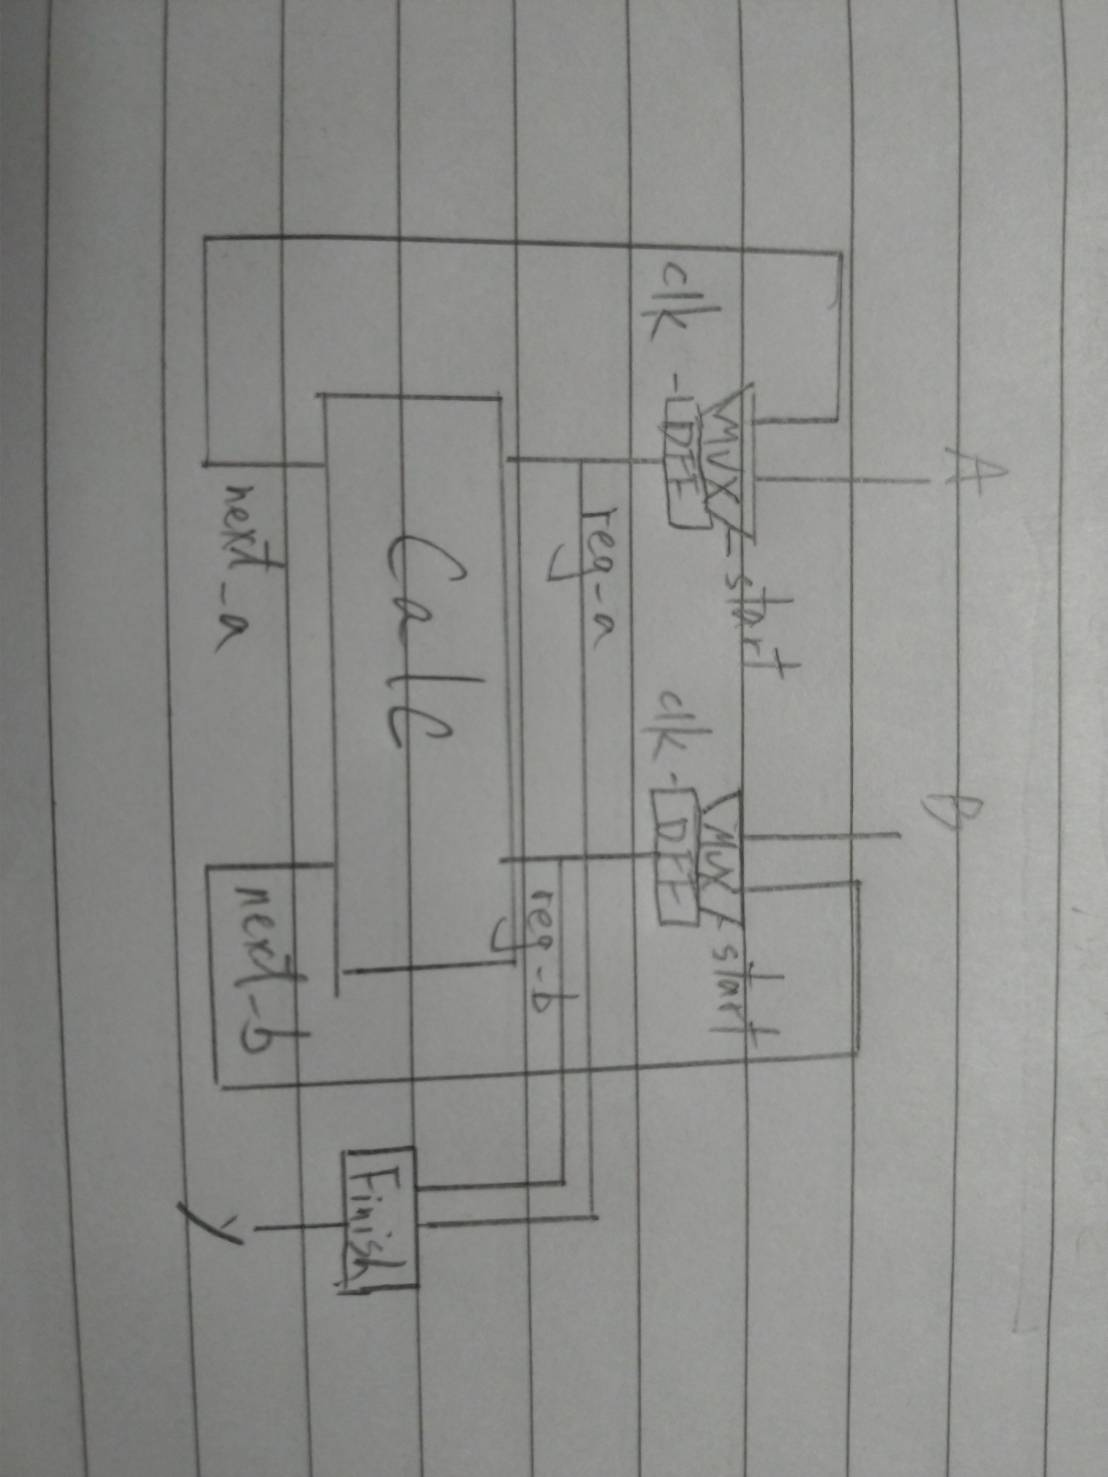 A
B
MUX
start
MUX
start
clk
DFF
clk
DFF
reg_a
reg_b
Calc
next_a
next_b
Finish
Y